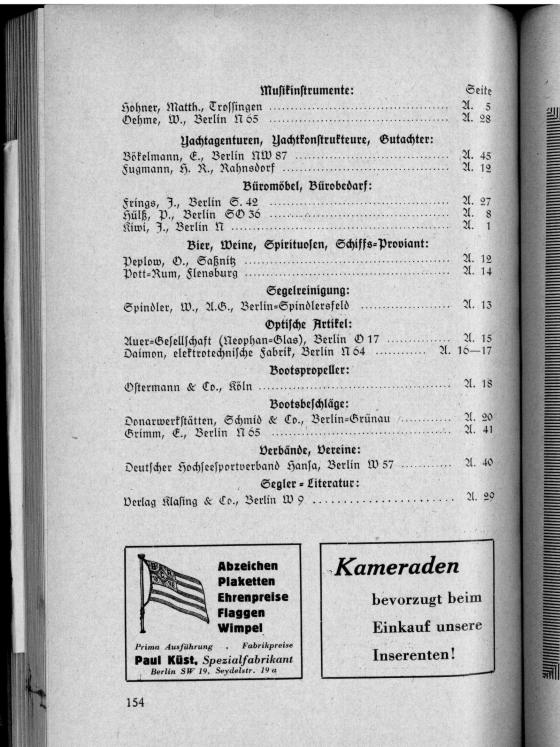 Musikinstrumente: Seite
Hohner, Matth., Trossingen A. 5
Oehme, W., Berlin N 65 A. 28
Yachtagenturen, Yachtkonstrukteure, Gutachter:
Bökelmann, E., Berlin NW 87 A. 45
Fugmann, H. R., Rahnsdorf A. 12
Büromöbel, Bürobedarf:
Frings, J., Berlin S. 42 A. 27
Hülß, P., Berlin SO 36 A. 8
Kiwi, J., Berlin N A. 1
Bier, Weine, Spirituosen, Schiffs-Proviant:
Peplow, O., Saßnitz A. 12
Pott-Rum, Flensburg A. 14
Segelreinigung:
Spindler, W., A.G., Berlin-Spindlersfeld A. 13
Optische Artikel:
Auer-Gesellschaft (Neophan-Glas), Berlin O 17 A. 15
Daimon, elektrotechnische Fabrik, Berlin N 64 A. 16—17
Bootspropeller:
Ostermann & Co., Köln A. 18
Bootsbeschläge:
Donarwerkstätten, Schmid & Co., Berlin-Grünau A. 20
Grimm, E., Berlin N 65 A. 41
Verbände, Vereine:
Deutscher Hochseesportverband Hansa, Berlin W 57 A. 40
Segler-Literatur:
Verlag Klasing & Co., Berlin W 9 A. 29
Abzeichen
Plaketten
Ehrenpreise
Flaggen
Wimpel
Prima Ausführung . Fabrikpreise
Paul Küst, Spezialfabrikant
Berlin SW 19, Seydelstr. 19 a
Kameraden
bevorzugt beim
Einkauf unsere
Inserenten!
154